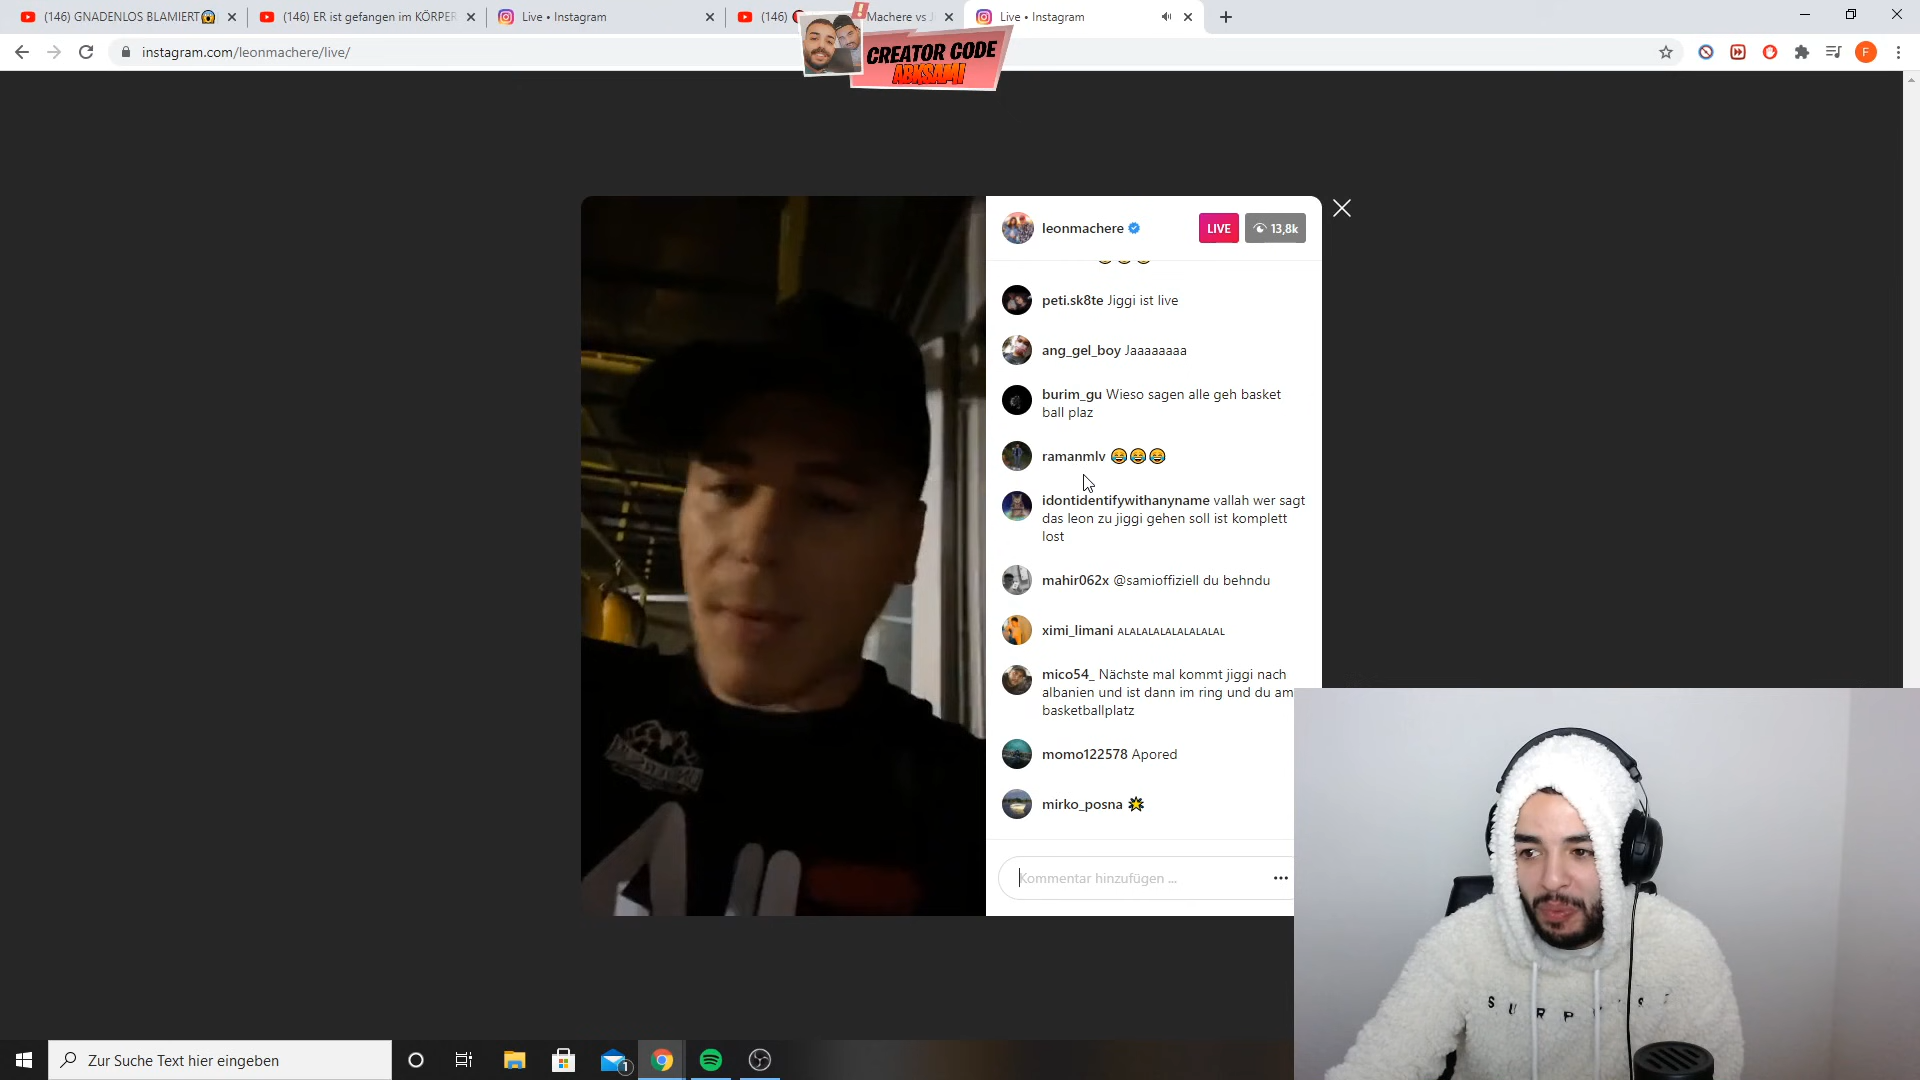 (146) GNADENLOS BLAMIERT😱
(146) ER ist gefangen im KÖRPER
Live • Instagram
(146)
Machere vs
Live • Instagram
instagram.com/leonmachere/live/
CREATOR CODE
ABKSAMI
F
leonmachere
LIVE
13,8k
peti.sk8te Jiggi ist live
ang_gel_boy Jaaaaaaaa
burim_gu Wieso sagen alle geh basket
ball plaz
ramanmlv 😂😂😂
idontidentifywithanyname vallah wer sagt
das leon zu jiggi gehen soll ist komplett
lost
mahir062x @samioffiziell du behndu
ximi_limani ALALALALALALALALAL
mico54_ Nächste mal kommt jiggi nach
albanien und ist dann im ring und du am
basketballplatz
momo122578 Apored
mirko_posna 🌟
Kommentar hinzufügen ...
Zur Suche Text hier eingeben
1